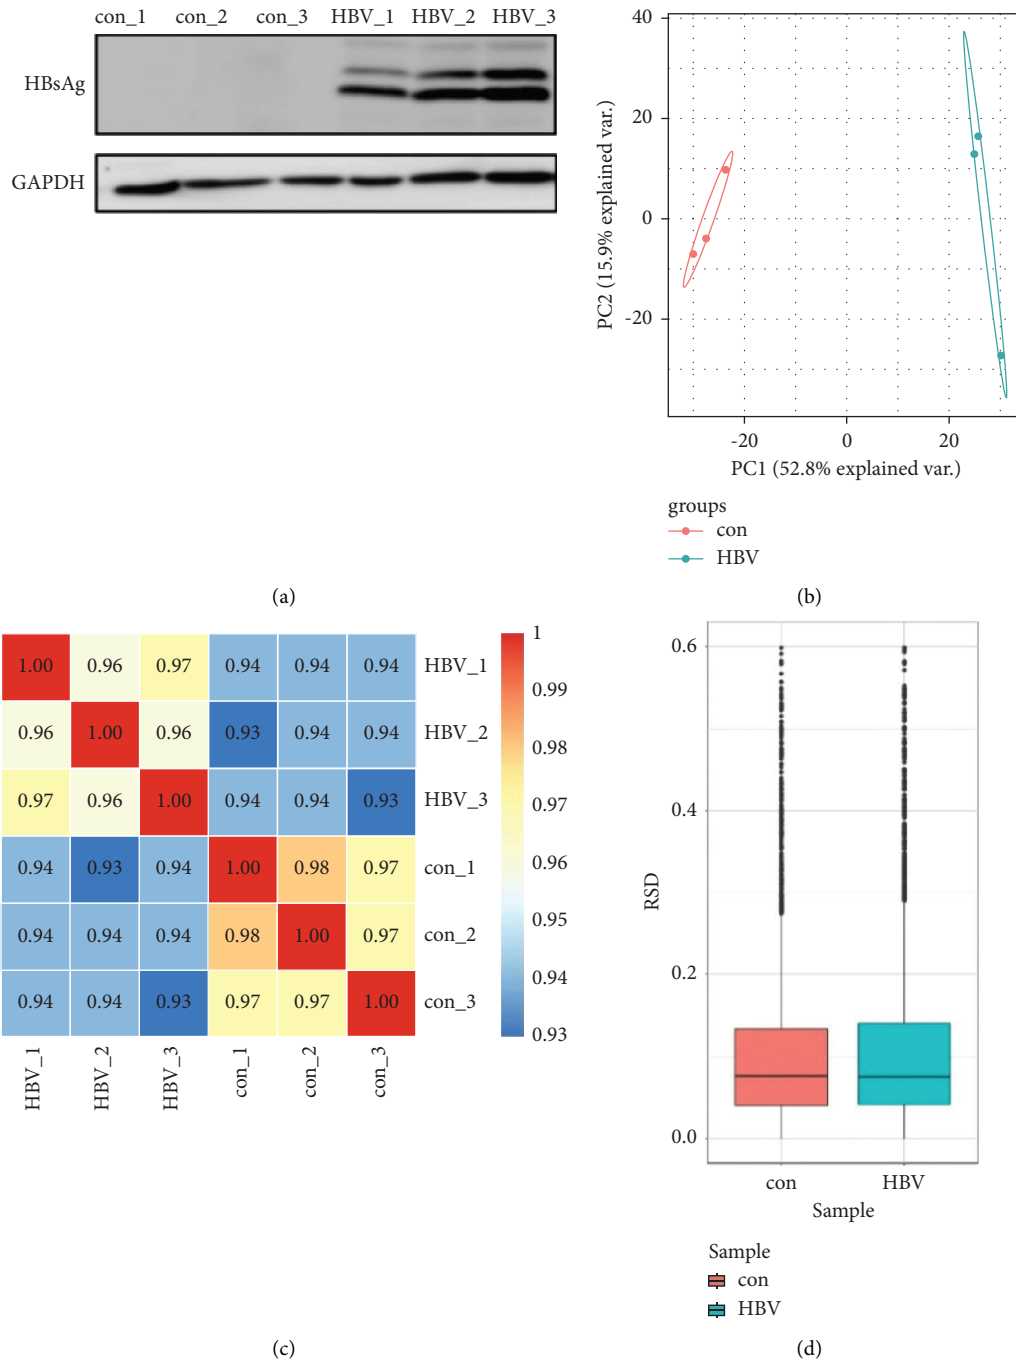 con_1 con_2 con_3 HBV_1 HBV_2 HBV_3
HBsAg
GAPDH
(a)
40
20
0
-20
PC2 (15.9% explained var.)
-20 0 20
PC1 (52.8% explained var.)
groups
con
HBV
(b)
1.00 0.96 0.97 0.94 0.94 0.94 HBV_1
0.96 1.00 0.96 0.93 0.94 0.94 HBV_2
0.97 0.96 1.00 0.94 0.94 0.93 HBV_3
0.94 0.93 0.94 1.00 0.98 0.97 con_1
0.94 0.94 0.94 0.98 1.00 0.97 con_2
0.94 0.94 0.93 0.97 0.97 1.00 con_3
HBV_1 HBV_2 HBV_3 con_1 con_2 con_3
1
0.99
0.98
0.97
0.96
0.95
0.94
0.93
(c)
0.6
0.4
0.2
0.0
RSD
con HBV
Sample
Sample
con
HBV
(d)